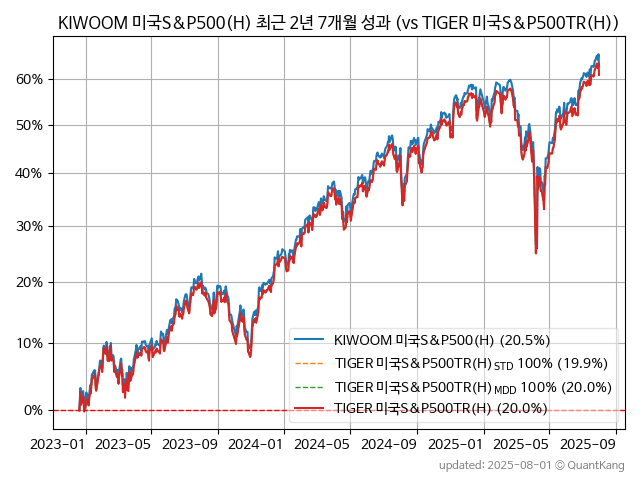 KIWOOM 미국S&P500(H) 최근 2년 7개월 성과 (vs TIGER 미국S&P500TR(H))
60%
50%
40%
30%
20%
10%
0%
KIWOOM 미국S&P500(H) (20.5%)
TIGER 미국S&P500TR(H) STD 100% (19.9%)
TIGER 미국S&P500TR(H) MDD 100% (20.0%)
TIGER 미국S&P500TR(H) (20.0%)
2023-01 2023-05 2023-09 2024-01 2024-05 2024-09 2025-01 2025-05 2025-09
updated: 2025-08-01 © QuantKang